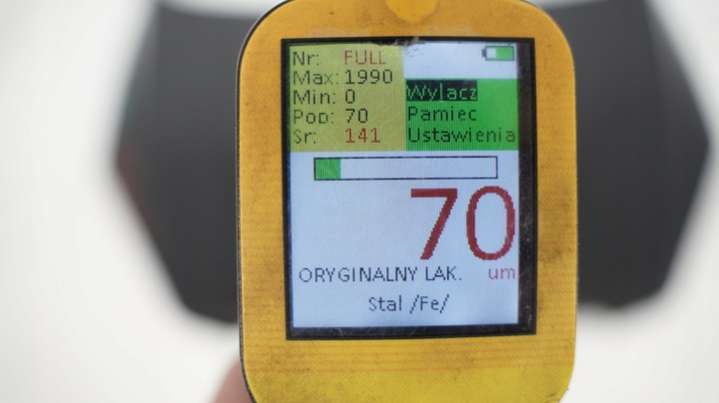 Nr: FULL
Max: 1990
Min: 0
Pop: 70
Sr: 141
Wylacz
Pamiec
Ustawienia
70
um
ORYGINALNY LAK.
Stal /Fe/